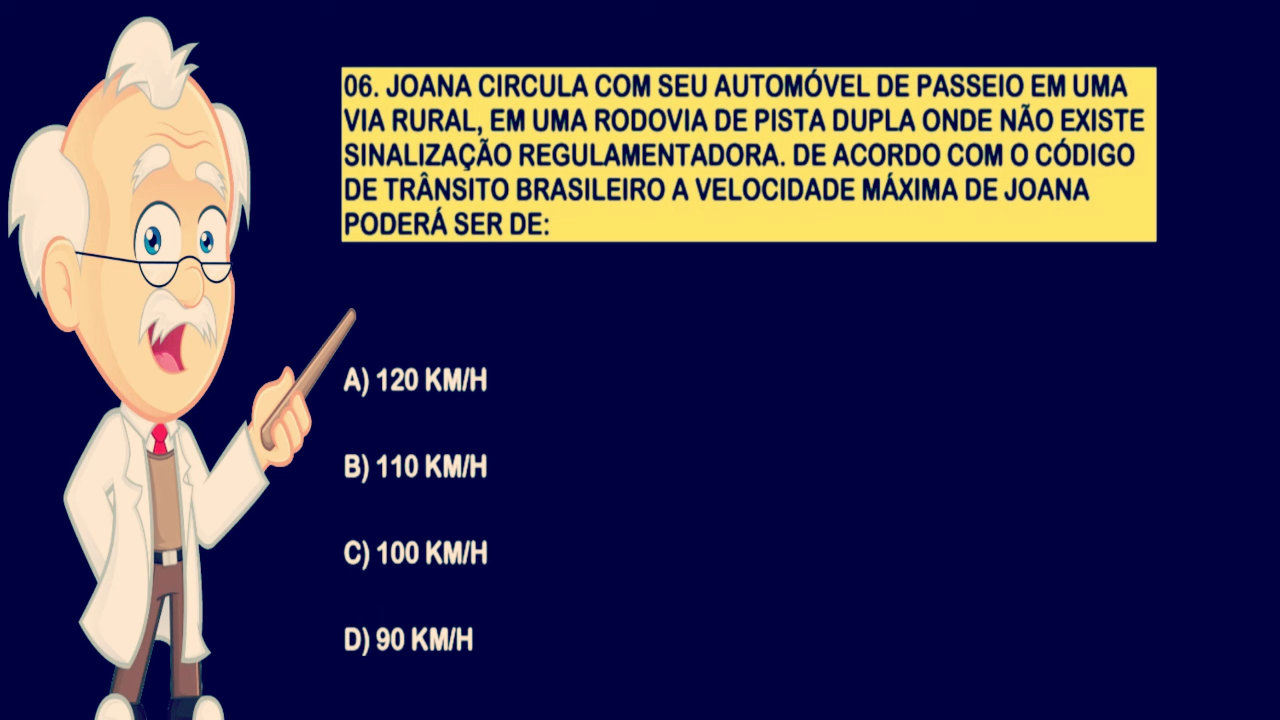 06. JOANA CIRCULA COM SEU AUTOMÓVEL DE PASSEIO EM UMA
VIA RURAL, EM UMA RODOVIA DE PISTA DUPLA ONDE NÃO EXISTE
SINALIZAÇÃO REGULAMENTADORA. DE ACORDO COM O CÓDIGO
DE TRÂNSITO BRASILEIRO A VELOCIDADE MÁXIMA DE JOANA
PODERÁ SER DE:
A) 120 KM/H
B) 110 KM/H
C) 100 KM/H
D) 90 KM/H